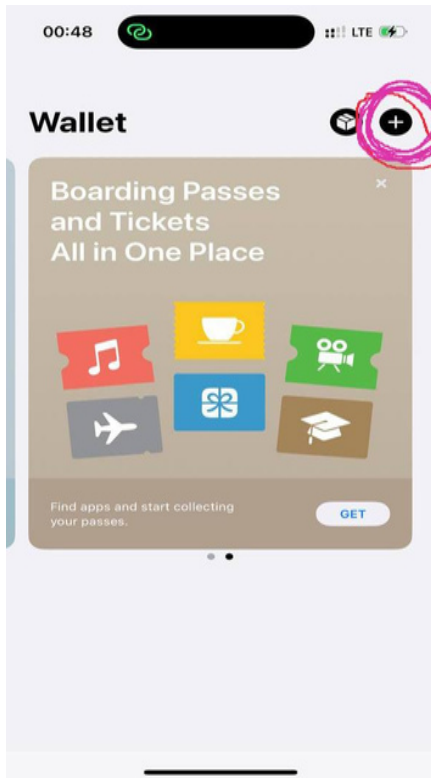 00:48
LTE
Wallet
Boarding Passes
and Tickets
All in One Place
Find apps and start collecting
your passes.
GET